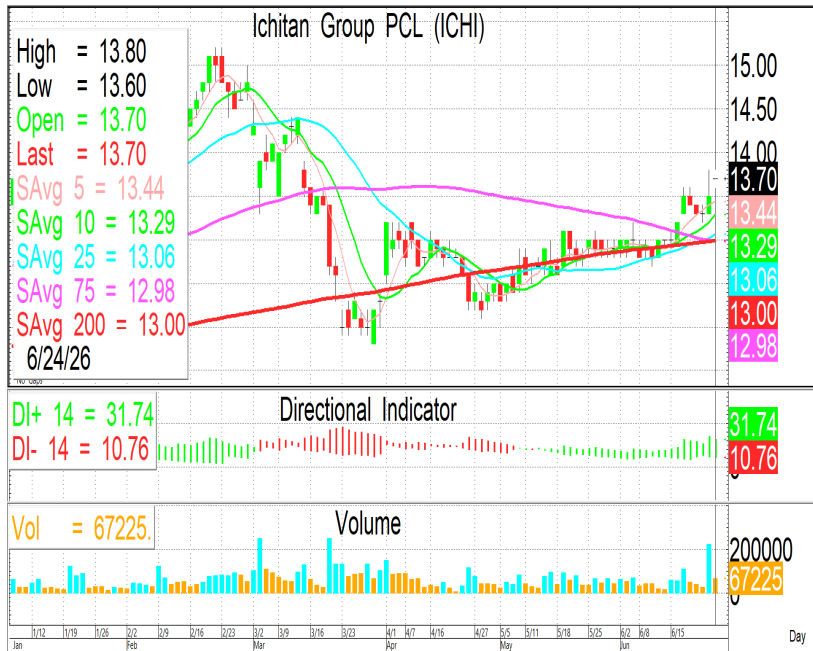 Ichitan Group PCL (ICHI)
High = 13.80
Low = 13.60
Open = 13.70
Last = 13.70
SAvg 5 = 13.44
SAvg 10 = 13.29
SAvg 25 = 13.06
SAvg 75 = 12.98
SAvg 200 = 13.00
6/24/26
15.00
14.50
14.00
13.70
13.44
13.29
13.06
13.00
12.98
Directional Indicator
DI+ 14 = 31.74
DI- 14 = 10.76
31.74
10.76
Volume
Vol = 67225.
200000
67225
1/12 1/19 1/26 2/2 2/9 2/16 2/23 3/2 3/9 3/16 3/23 4/1 4/7 4/16 4/27 5/5 5/11 5/18 5/25 6/2 6/8 6/15
Jan Feb Mar Apr May Jun
Day